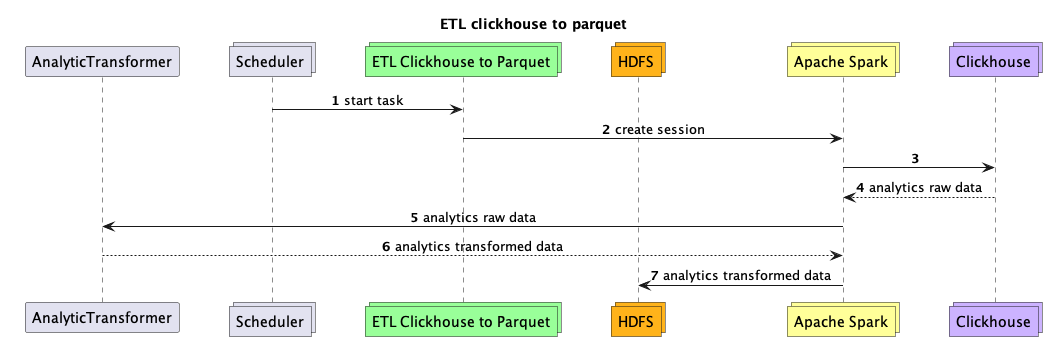 ETL clickhouse to parquet
AnalyticTransformer
Scheduler
ETL Clickhouse to Parquet
HDFS
Apache Spark
Clickhouse
1 start task
2 create session
3
4 analytics raw data
5 analytics raw data
6 analytics transformed data
7 analytics transformed data
AnalyticTransformer
Scheduler
ETL Clickhouse to Parquet
HDFS
Apache Spark
Clickhouse